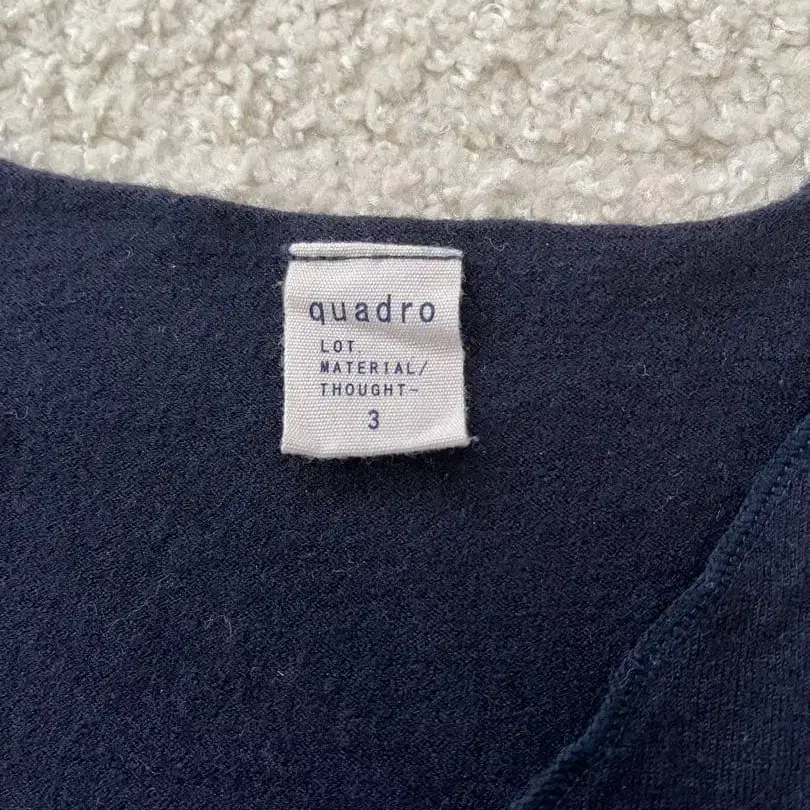 quadro
LOT.
MATERIAL/
THOUGHT~
3